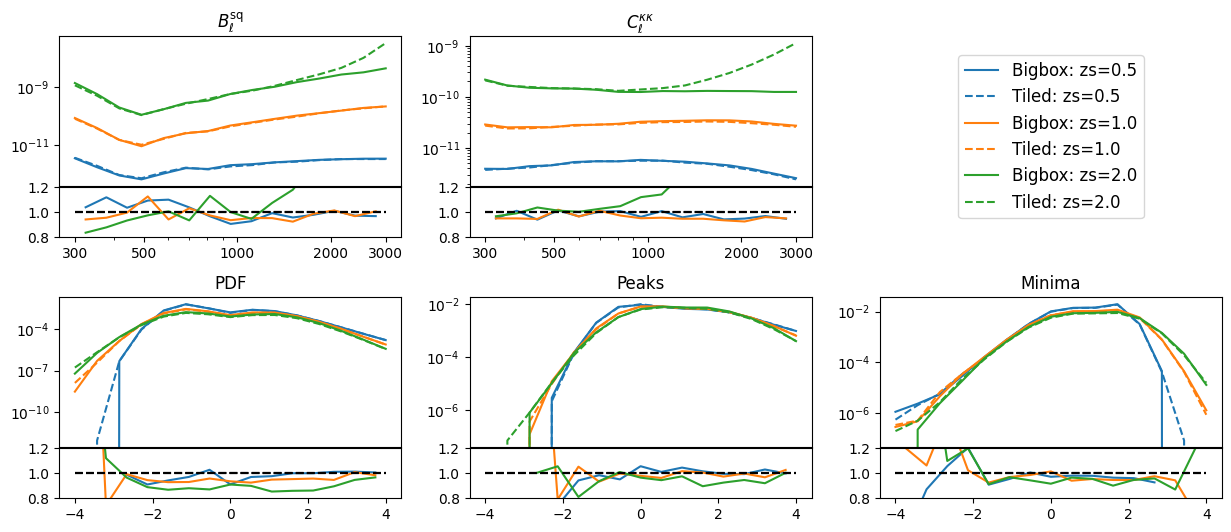 B_ℓ^sq
C_ℓ^κκ
10^−9
10^−11
1.2
1.0
0.8
300 500 1000 2000 3000
10^−9
10^−10
10^−11
1.2
1.0
0.8
300 500 1000 2000 3000
Bigbox: zs=0.5
Tiled: zs=0.5
Bigbox: zs=1.0
Tiled: zs=1.0
Bigbox: zs=2.0
Tiled: zs=2.0
PDF
10^−4
10^−7
10^−10
1.2
1.0
0.8
−4 −2 0 2 4
Peaks
10^−2
10^−4
10^−6
1.2
1.0
0.8
−4 −2 0 2 4
Minima
10^−2
10^−4
10^−6
1.2
1.0
0.8
−4 −2 0 2 4